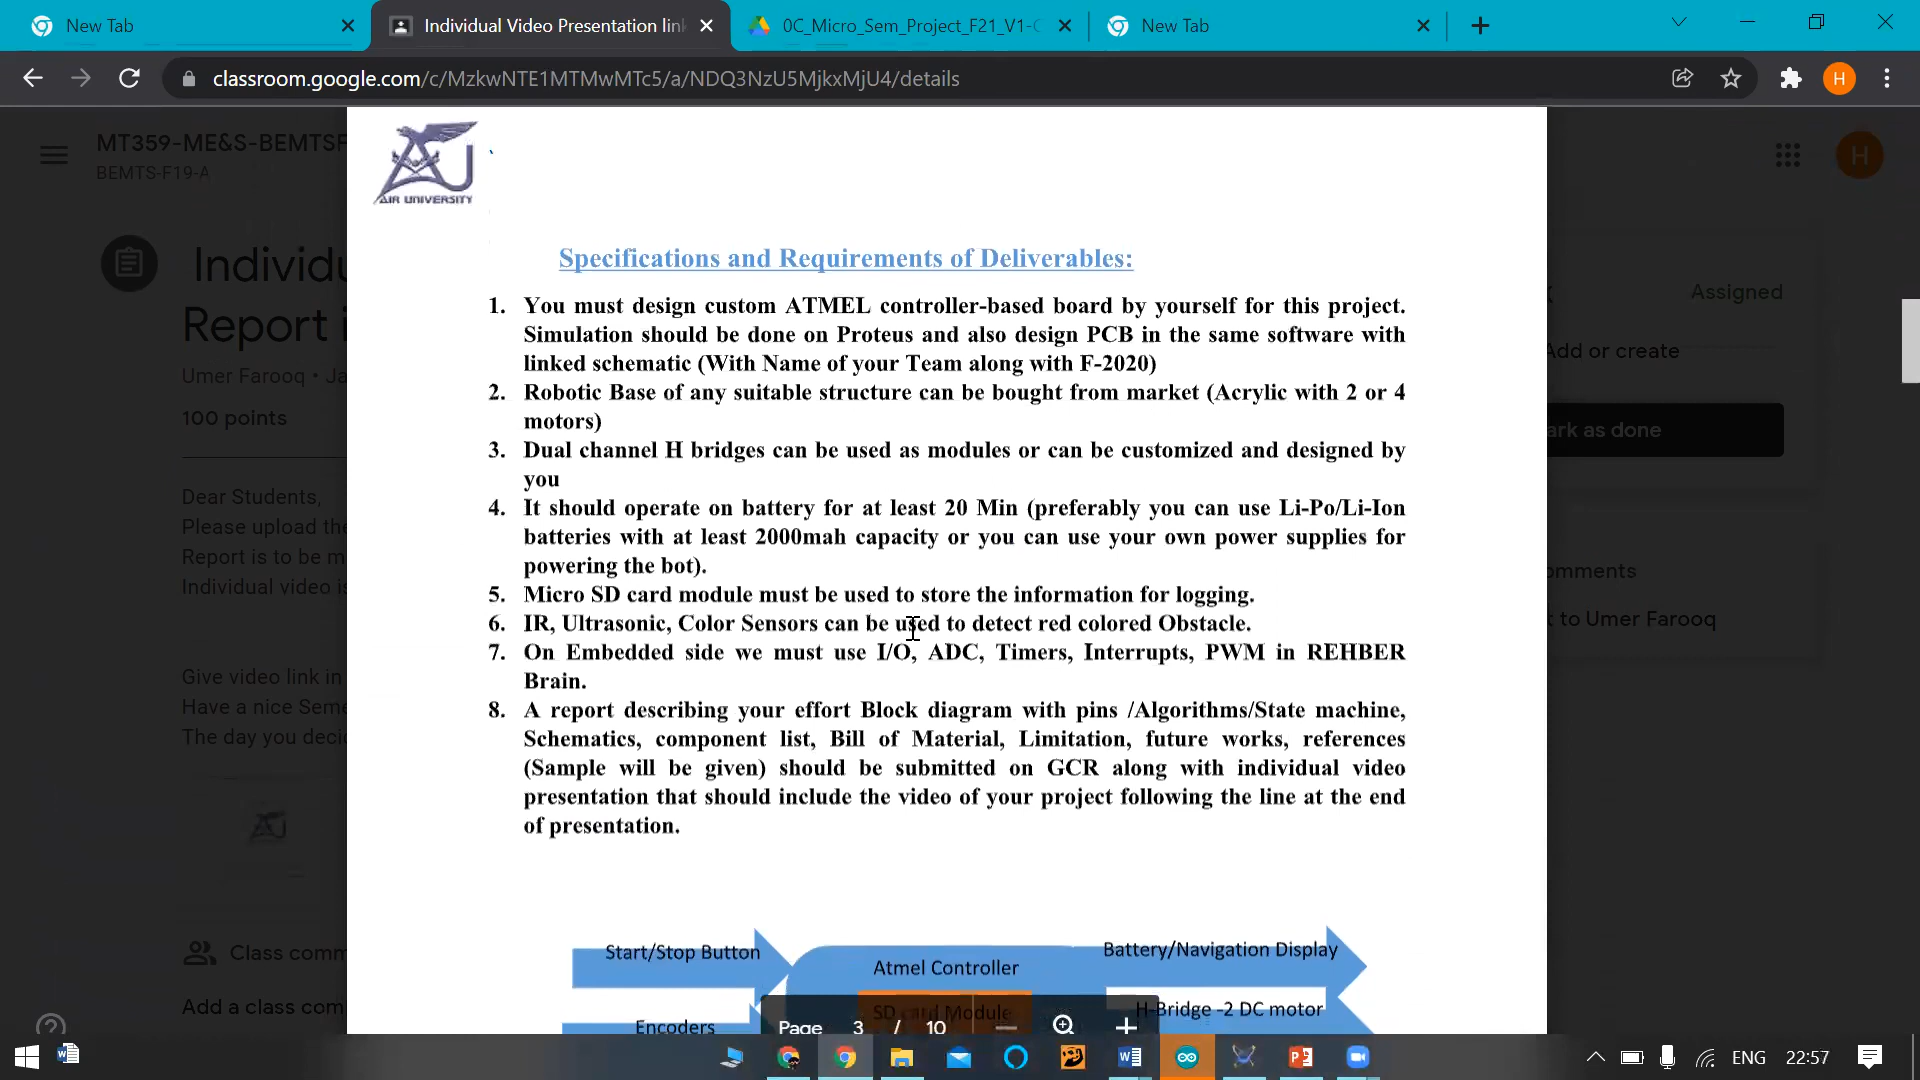 New Tab
Individual Video Presentation link
0C_Micro_Sem_Project_F21_V1-C
New Tab
classroom.google.com/c/MzkwNTE1MTMwMTc5/a/NDQ3NzU5MjkxMjU4/details
H
MT359-ME&S-BEMTSF
BEMTS-F19-A
H
AIR UNIVERSITY
Individu
Report i
Umer Farooq • Ja
100 points
Assigned
Add or create
ark as done
Dear Students,
Please upload the
Report is to be m
Individual video is
omments
t to Umer Farooq
Give video link in
Have a nice Seme
The day you decid
Class comm
Add a class com
Specifications and Requirements of Deliverables:
1. You must design custom ATMEL controller-based board by yourself for this project.
Simulation should be done on Proteus and also design PCB in the same software with
linked schematic (With Name of your Team along with F-2020)
2. Robotic Base of any suitable structure can be bought from market (Acrylic with 2 or 4
motors)
3. Dual channel H bridges can be used as modules or can be customized and designed by
you
4. It should operate on battery for at least 20 Min (preferably you can use Li-Po/Li-Ion
batteries with at least 2000mah capacity or you can use your own power supplies for
powering the bot).
5. Micro SD card module must be used to store the information for logging.
6. IR, Ultrasonic, Color Sensors can be used to detect red colored Obstacle.
7. On Embedded side we must use I/O, ADC, Timers, Interrupts, PWM in REHBER
Brain.
8. A report describing your effort Block diagram with pins /Algorithms/State machine,
Schematics, component list, Bill of Material, Limitation, future works, references
(Sample will be given) should be submitted on GCR along with individual video
presentation that should include the video of your project following the line at the end
of presentation.
Start/Stop Button
Atmel Controller
Battery/Navigation Display
SD card Module
H-Bridge -2 DC motor
Encoders
Page 3 / 10
ENG
22:57